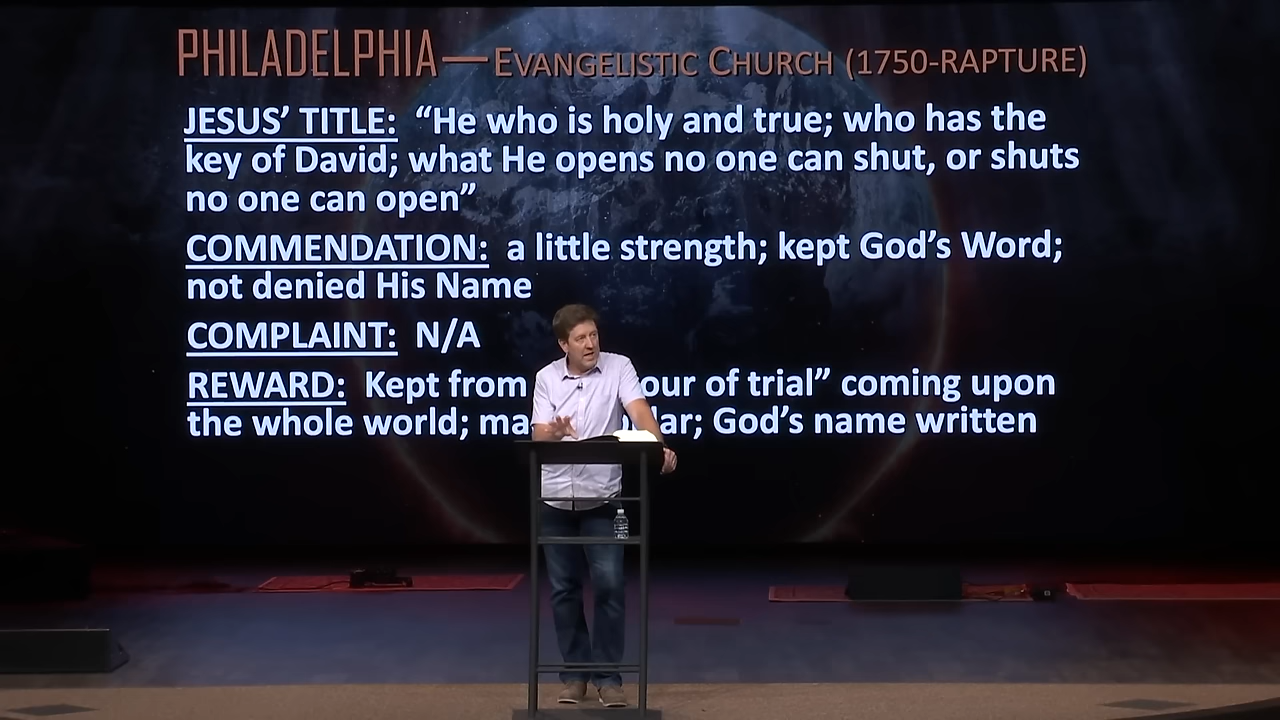 PHILADELPHIA—EVANGELISTIC CHURCH (1750-RAPTURE)
JESUS' TITLE: “He who is holy and true; who has the
key of David; what He opens no one can shut, or shuts
no one can open”
COMMENDATION: a little strength; kept God's Word;
not denied His Name
COMPLAINT: N/A
REWARD: Kept from our of trial” coming upon
the whole world; God's name written